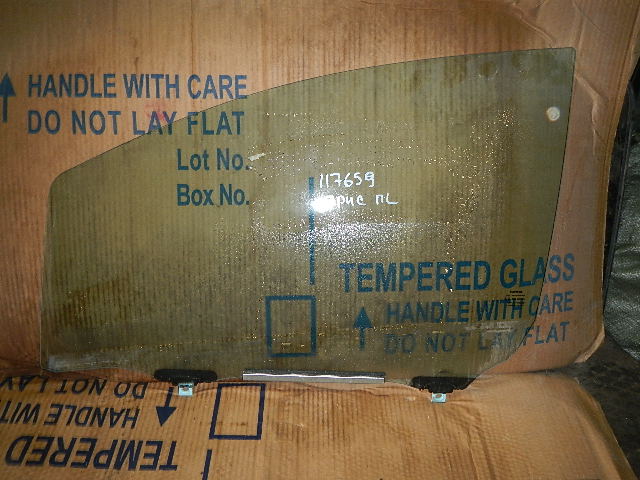 HANDLE WITH CARE
DO NOT LAY FLAT
Lot No.
Box No.
117659
TEMPERED GLASS
HANDLE WITH CARE
DO NOT LAY FLAT
DO NOT LAY
HANDLE WIT
TEMPERED